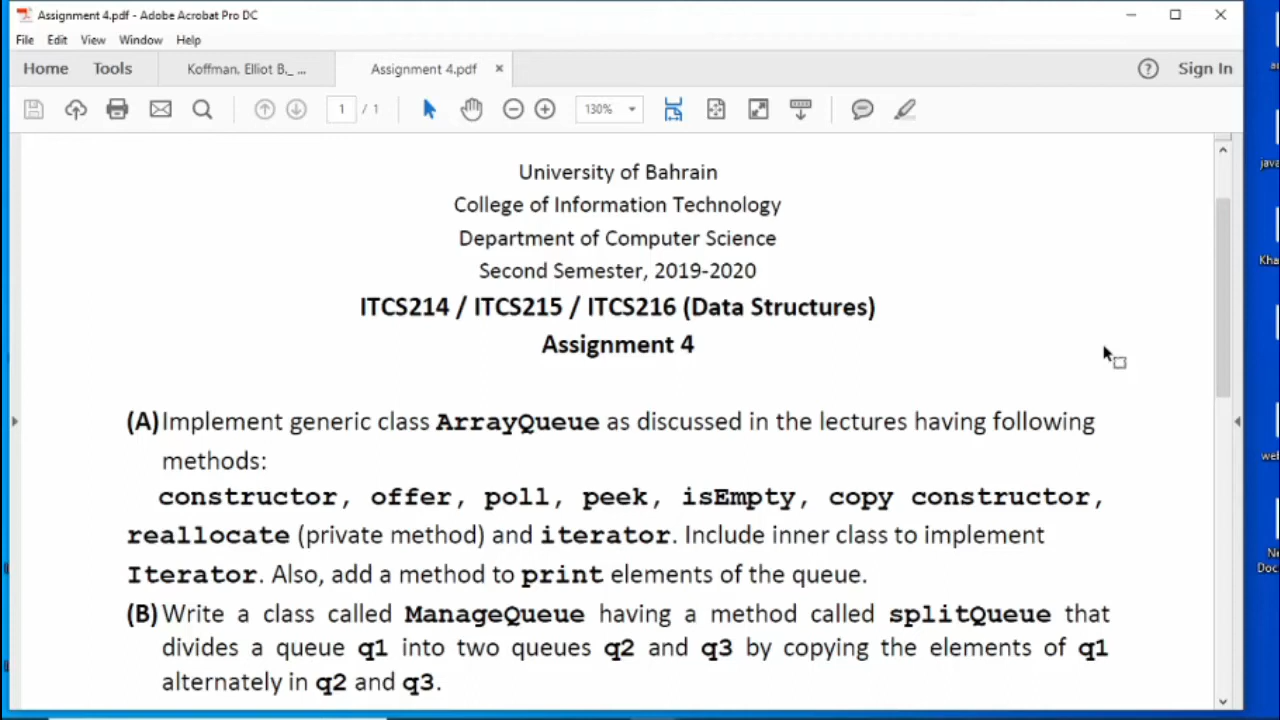 Assignment 4.pdf - Adobe Acrobat Pro DC
File Edit View Window Help
Home Tools Koffman, Elliot B._ ... Assignment 4.pdf × ? Sign In
1 / 1 130%
University of Bahrain
College of Information Technology
Department of Computer Science
Second Semester, 2019-2020
ITCS214 / ITCS215 / ITCS216 (Data Structures)
Assignment 4
(A) Implement generic class ArrayQueue as discussed in the lectures having following
methods:
constructor, offer, poll, peek, isEmpty, copy constructor,
reallocate (private method) and iterator. Include inner class to implement
Iterator. Also, add a method to print elements of the queue.
(B) Write a class called ManageQueue having a method called splitQueue that
divides a queue q1 into two queues q2 and q3 by copying the elements of q1
alternately in q2 and q3.